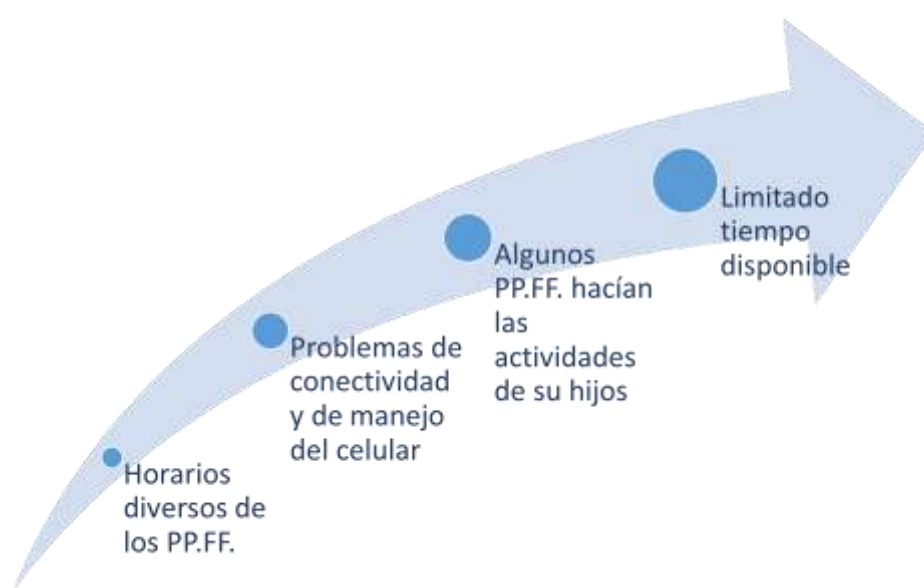 Horarios
diversos de
los PP.FF.
Problemas de
conectividad
y de manejo
del celular
Algunos
PP.FF. hacían
las
actividades
de su hijos
Limitado
tiempo
disponible